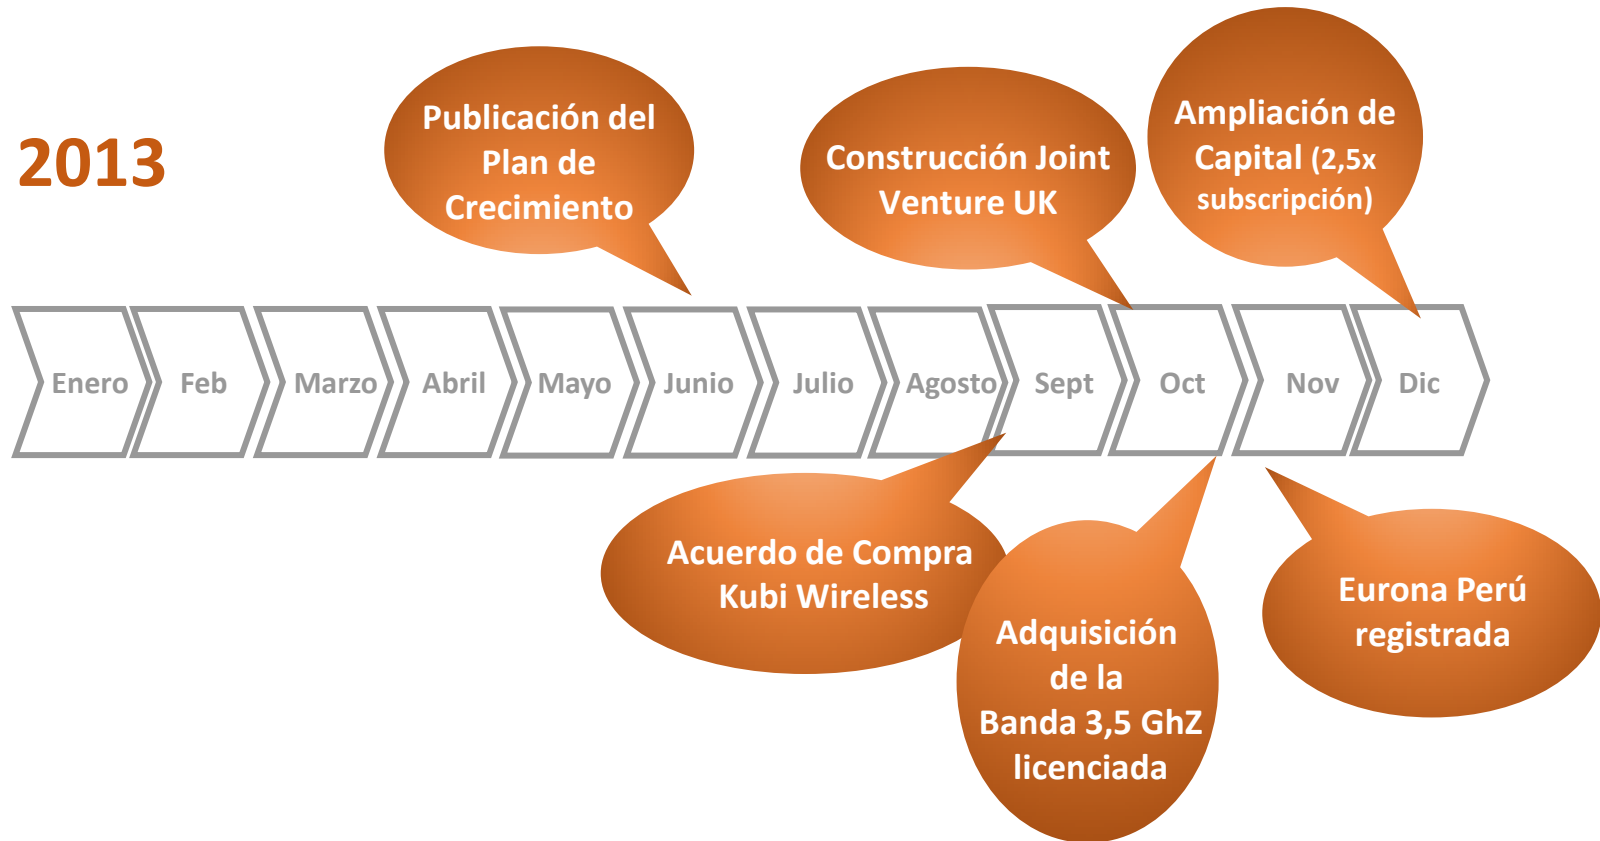 2013
Publicación del
Plan de
Crecimiento
Construcción Joint
Venture UK
Ampliación de
Capital (2,5x
subscripción)
Enero Feb Marzo Abril Mayo Junio Julio Agosto Sept Oct Nov Dic
Acuerdo de Compra
Kubi Wireless
Adquisición
de la
Banda 3,5 GhZ
licenciada
Eurona Perú
registrada